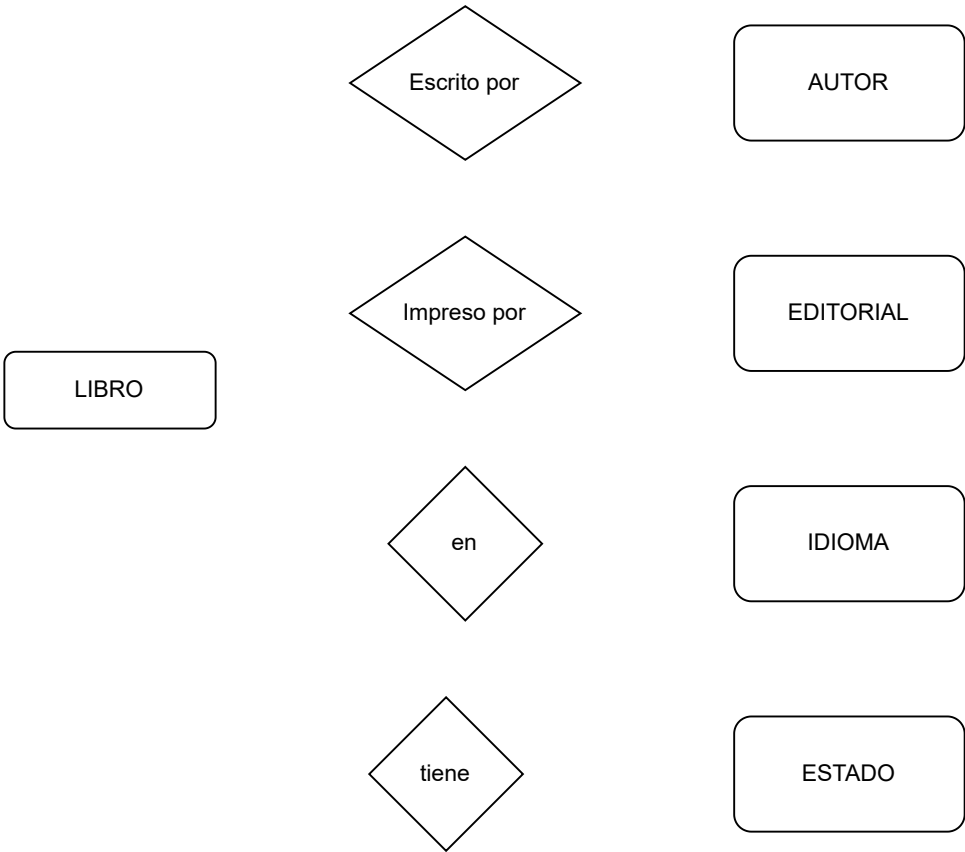 Escrito por
AUTOR
Impreso por
EDITORIAL
LIBRO
en
IDIOMA
tiene
ESTADO